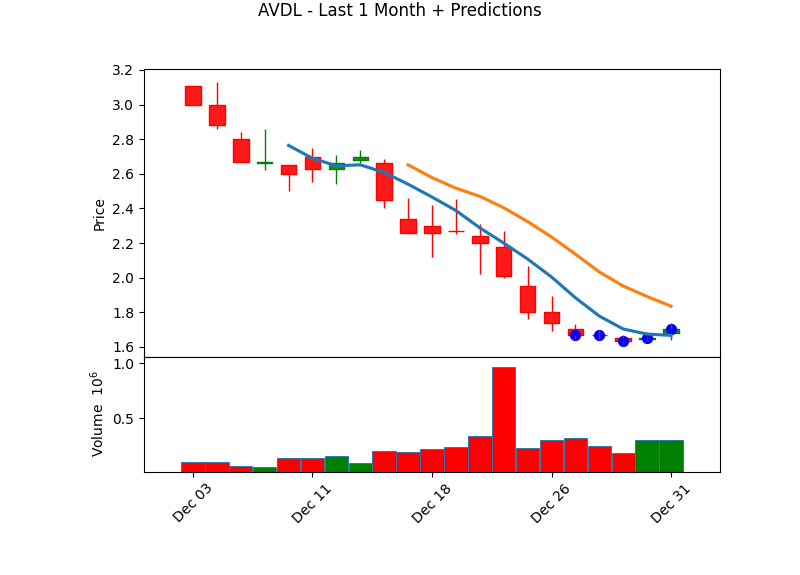 AVDL - Last 1 Month + Predictions
3.2
3.0
2.8
2.6
2.4
2.2
2.0
1.8
1.6
Price
1.0
0.5
Volume 10^6
Dec 03
Dec 11
Dec 18
Dec 26
Dec 31